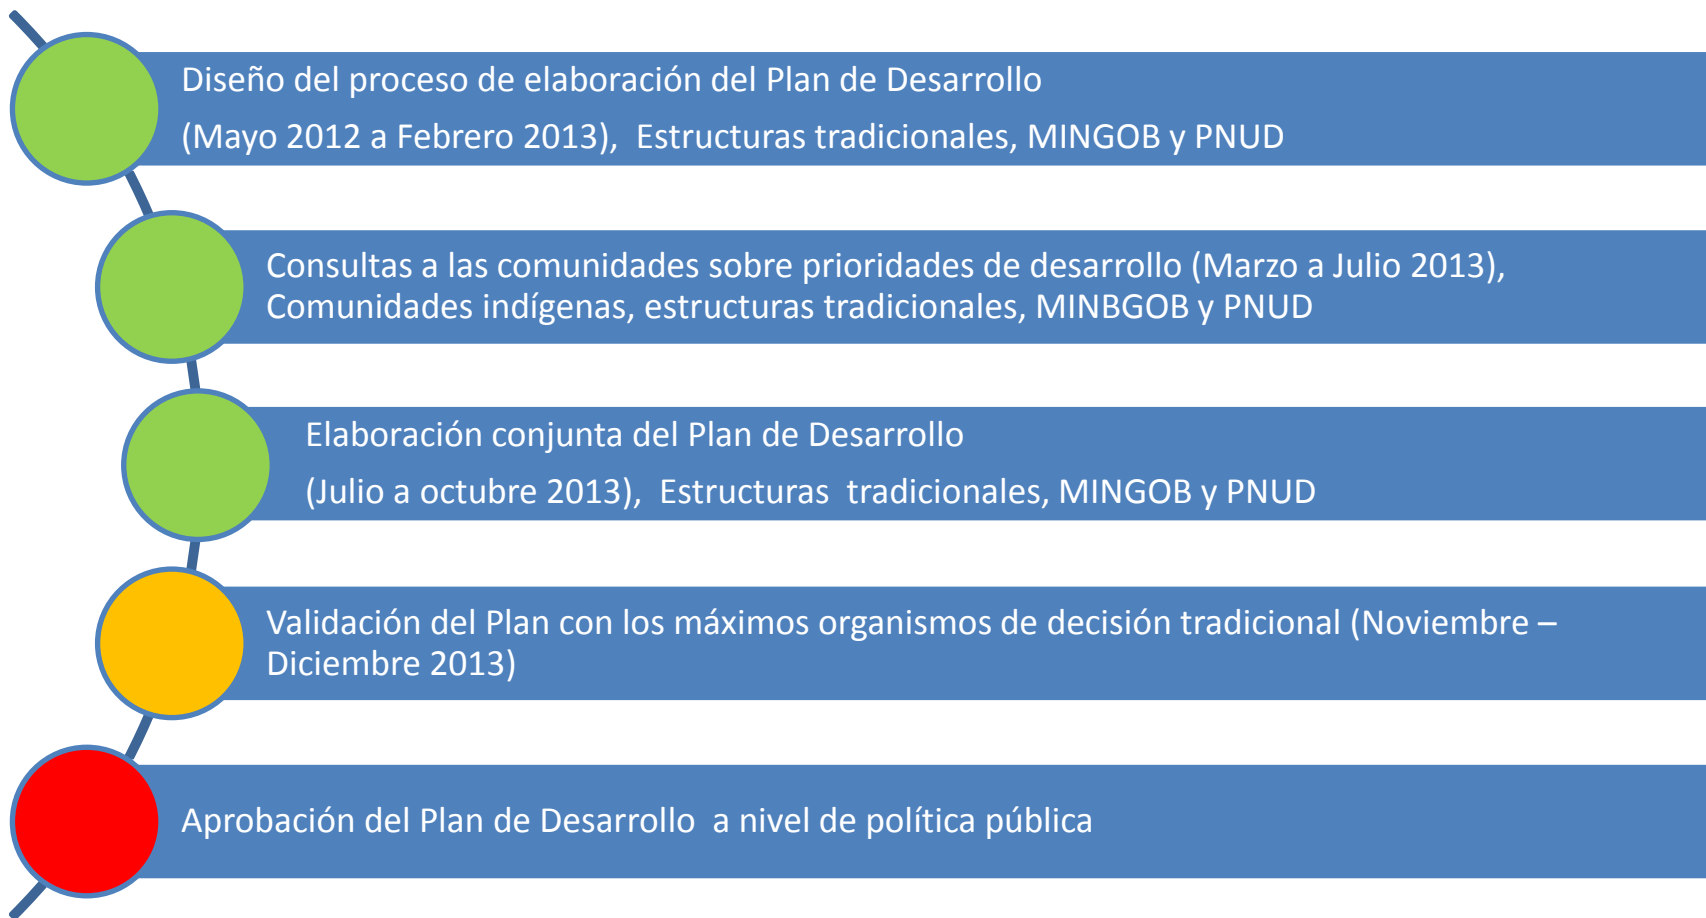 Diseño del proceso de elaboración del Plan de Desarrollo
(Mayo 2012 a Febrero 2013),  Estructuras tradicionales, MINGOB y PNUD
Consultas a las comunidades sobre prioridades de desarrollo (Marzo a Julio 2013),
Comunidades indígenas, estructuras tradicionales, MINBGOB y PNUD
Elaboración conjunta del Plan de Desarrollo
(Julio a octubre 2013),  Estructuras  tradicionales, MINGOB y PNUD
Validación del Plan con los máximos organismos de decisión tradicional (Noviembre –
Diciembre 2013)
Aprobación del Plan de Desarrollo  a nivel de política pública